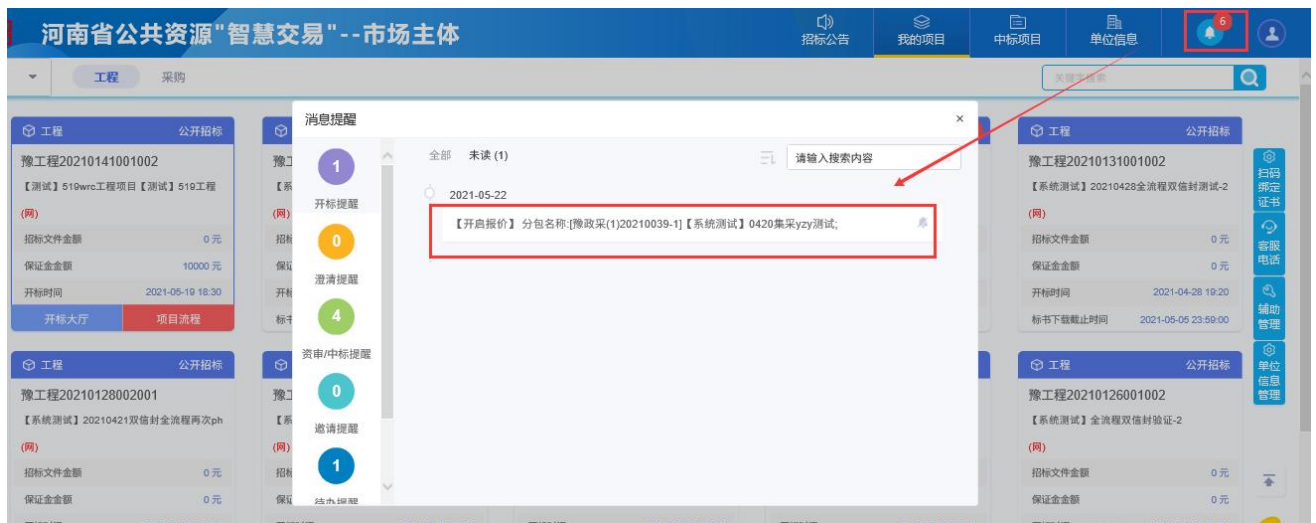 河南省公共资源"智慧交易"--市场主体
招标公告
我的项目
中标项目
单位信息
6
工程 采购
关键字搜索
工程 公开招标
豫工程20210141001002
【测试】519wrc工程项目【测试】519工程
(网)
招标文件金额 0元
保证金金额 10000元
开标时间 2021-05-19 18:30
开标大厅 项目流程
消息提醒 ×
1
开标提醒
0
澄清提醒
4
资审/中标提醒
0
邀请提醒
1
待办提醒
全部 未读 (1)
请输入搜索内容
2021-05-22
【开启报价】 分包名称:[豫政采(1)20210039-1]【系统测试】0420集采yzy测试;
工程 公开招标
豫工程20210131001002
【系统测试】20210428全流程双信封测试-2
(网)
招标文件金额 0元
保证金金额 0元
开标时间 2021-04-28 19:20
标书下载截止时间 2021-05-05 23:59:00
扫码
绑定
证书
客服
电话
辅助
管理
单位
信息
管理
工程 公开招标
豫工程20210128002001
【系统测试】20210421双信封全流程再次ph
(网)
招标文件金额 0元
保证金金额 0元
工程 公开招标
豫工程20210126001002
【系统测试】全流程双信封验证-2
(网)
招标文件金额 0元
保证金金额 0元